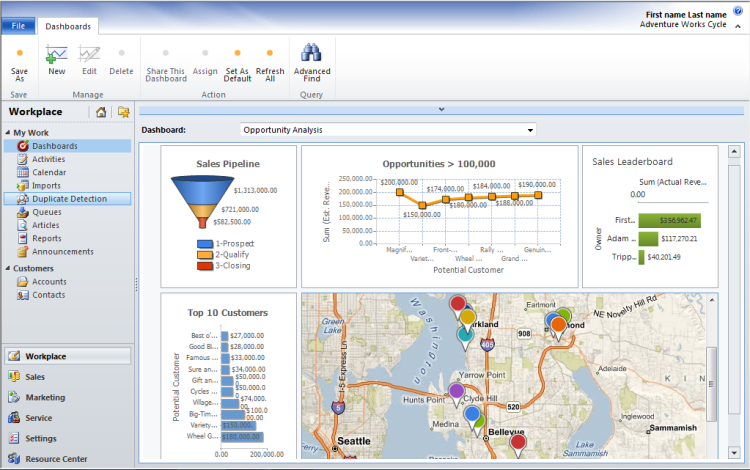 First name Last name
Adventure Works Cycle
File
Dashboards
Save As
New
Edit
Delete
Share This Dashboard
Assign
Set As Default
Refresh All
Advanced Find
Save
Manage
Action
Query
Workplace
My Work
Dashboards
Activities
Calendar
Imports
Duplicate Detection
Queues
Articles
Reports
Announcements
Customers
Accounts
Contacts
Workplace
Sales
Marketing
Service
Settings
Resource Center
Dashboard:
Opportunity Analysis
Sales Pipeline
$1,313,000.00
$721,000.00
$582,500.00
1-Prospect
2-Qualify
3-Closing
Opportunities > 100,000
Sum (Est. Reve...
250,000.00
200,000.00
150,000.00
100,000.00
50,000.00
0.00
$200,000.00
$150,000.00
$174,000.00
$180,000.00
$184,000.00
$188,000.00
$190,000.00
Magnif...
Variet...
Front-...
Wheel ...
Rally ...
Grand ...
Genuin...
Potential Customer
Sales Leaderboard
Sum (Actual Reve...
0.00
Owner
First...
$356,962.47
Adam ...
$117,270.21
Tripp...
$40,201.49
Top 10 Customers
Potential Customer
Best o'...
$27,000.00
Good Bi...
$28,000.00
Famous ...
$33,000.00
Sure an...
$34,000.00
Gift an...
$50,000.00
Cycles ...
$50,000.00
Village...
$74,000.00
Big-Tim...
$100,000.00
Variety...
$150,000...
Wheel G...
$180,000.00
0.00
200,000.00
Green Lake
Washington
I-5 Express Ln
5
Seattle
Kirkland
405
908
Earlmont
Redmond
NE Novelty Hill Rd
Adelaide
KIN
Yarrow Point
Hunts Point
Clyde Hill
520
Medina
Bellevue
Inglewood
Sammamish
Lake Sammamish